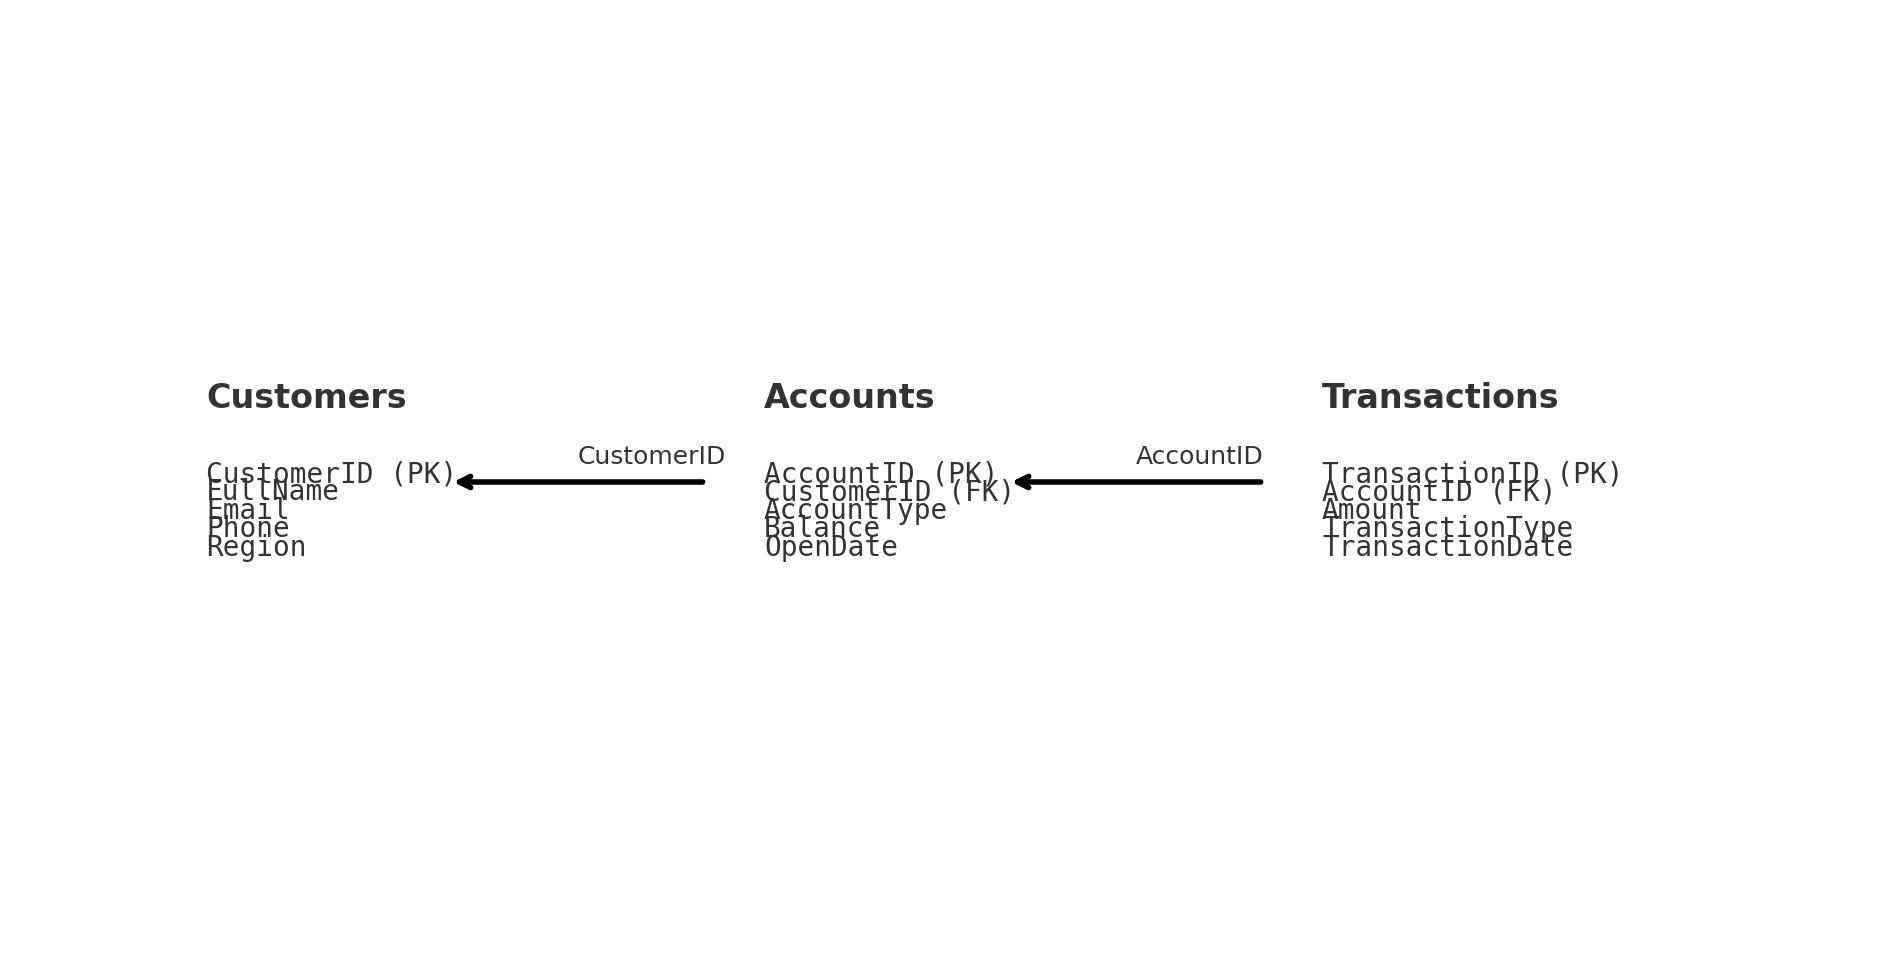 Customers
CustomerID (PK)
FullName
Email
Phone
Region
CustomerID
Accounts
AccountID (PK)
CustomerID (FK)
AccountType
Balance
OpenDate
AccountID
Transactions
TransactionID (PK)
AccountID (FK)
Amount
TransactionType
TransactionDate